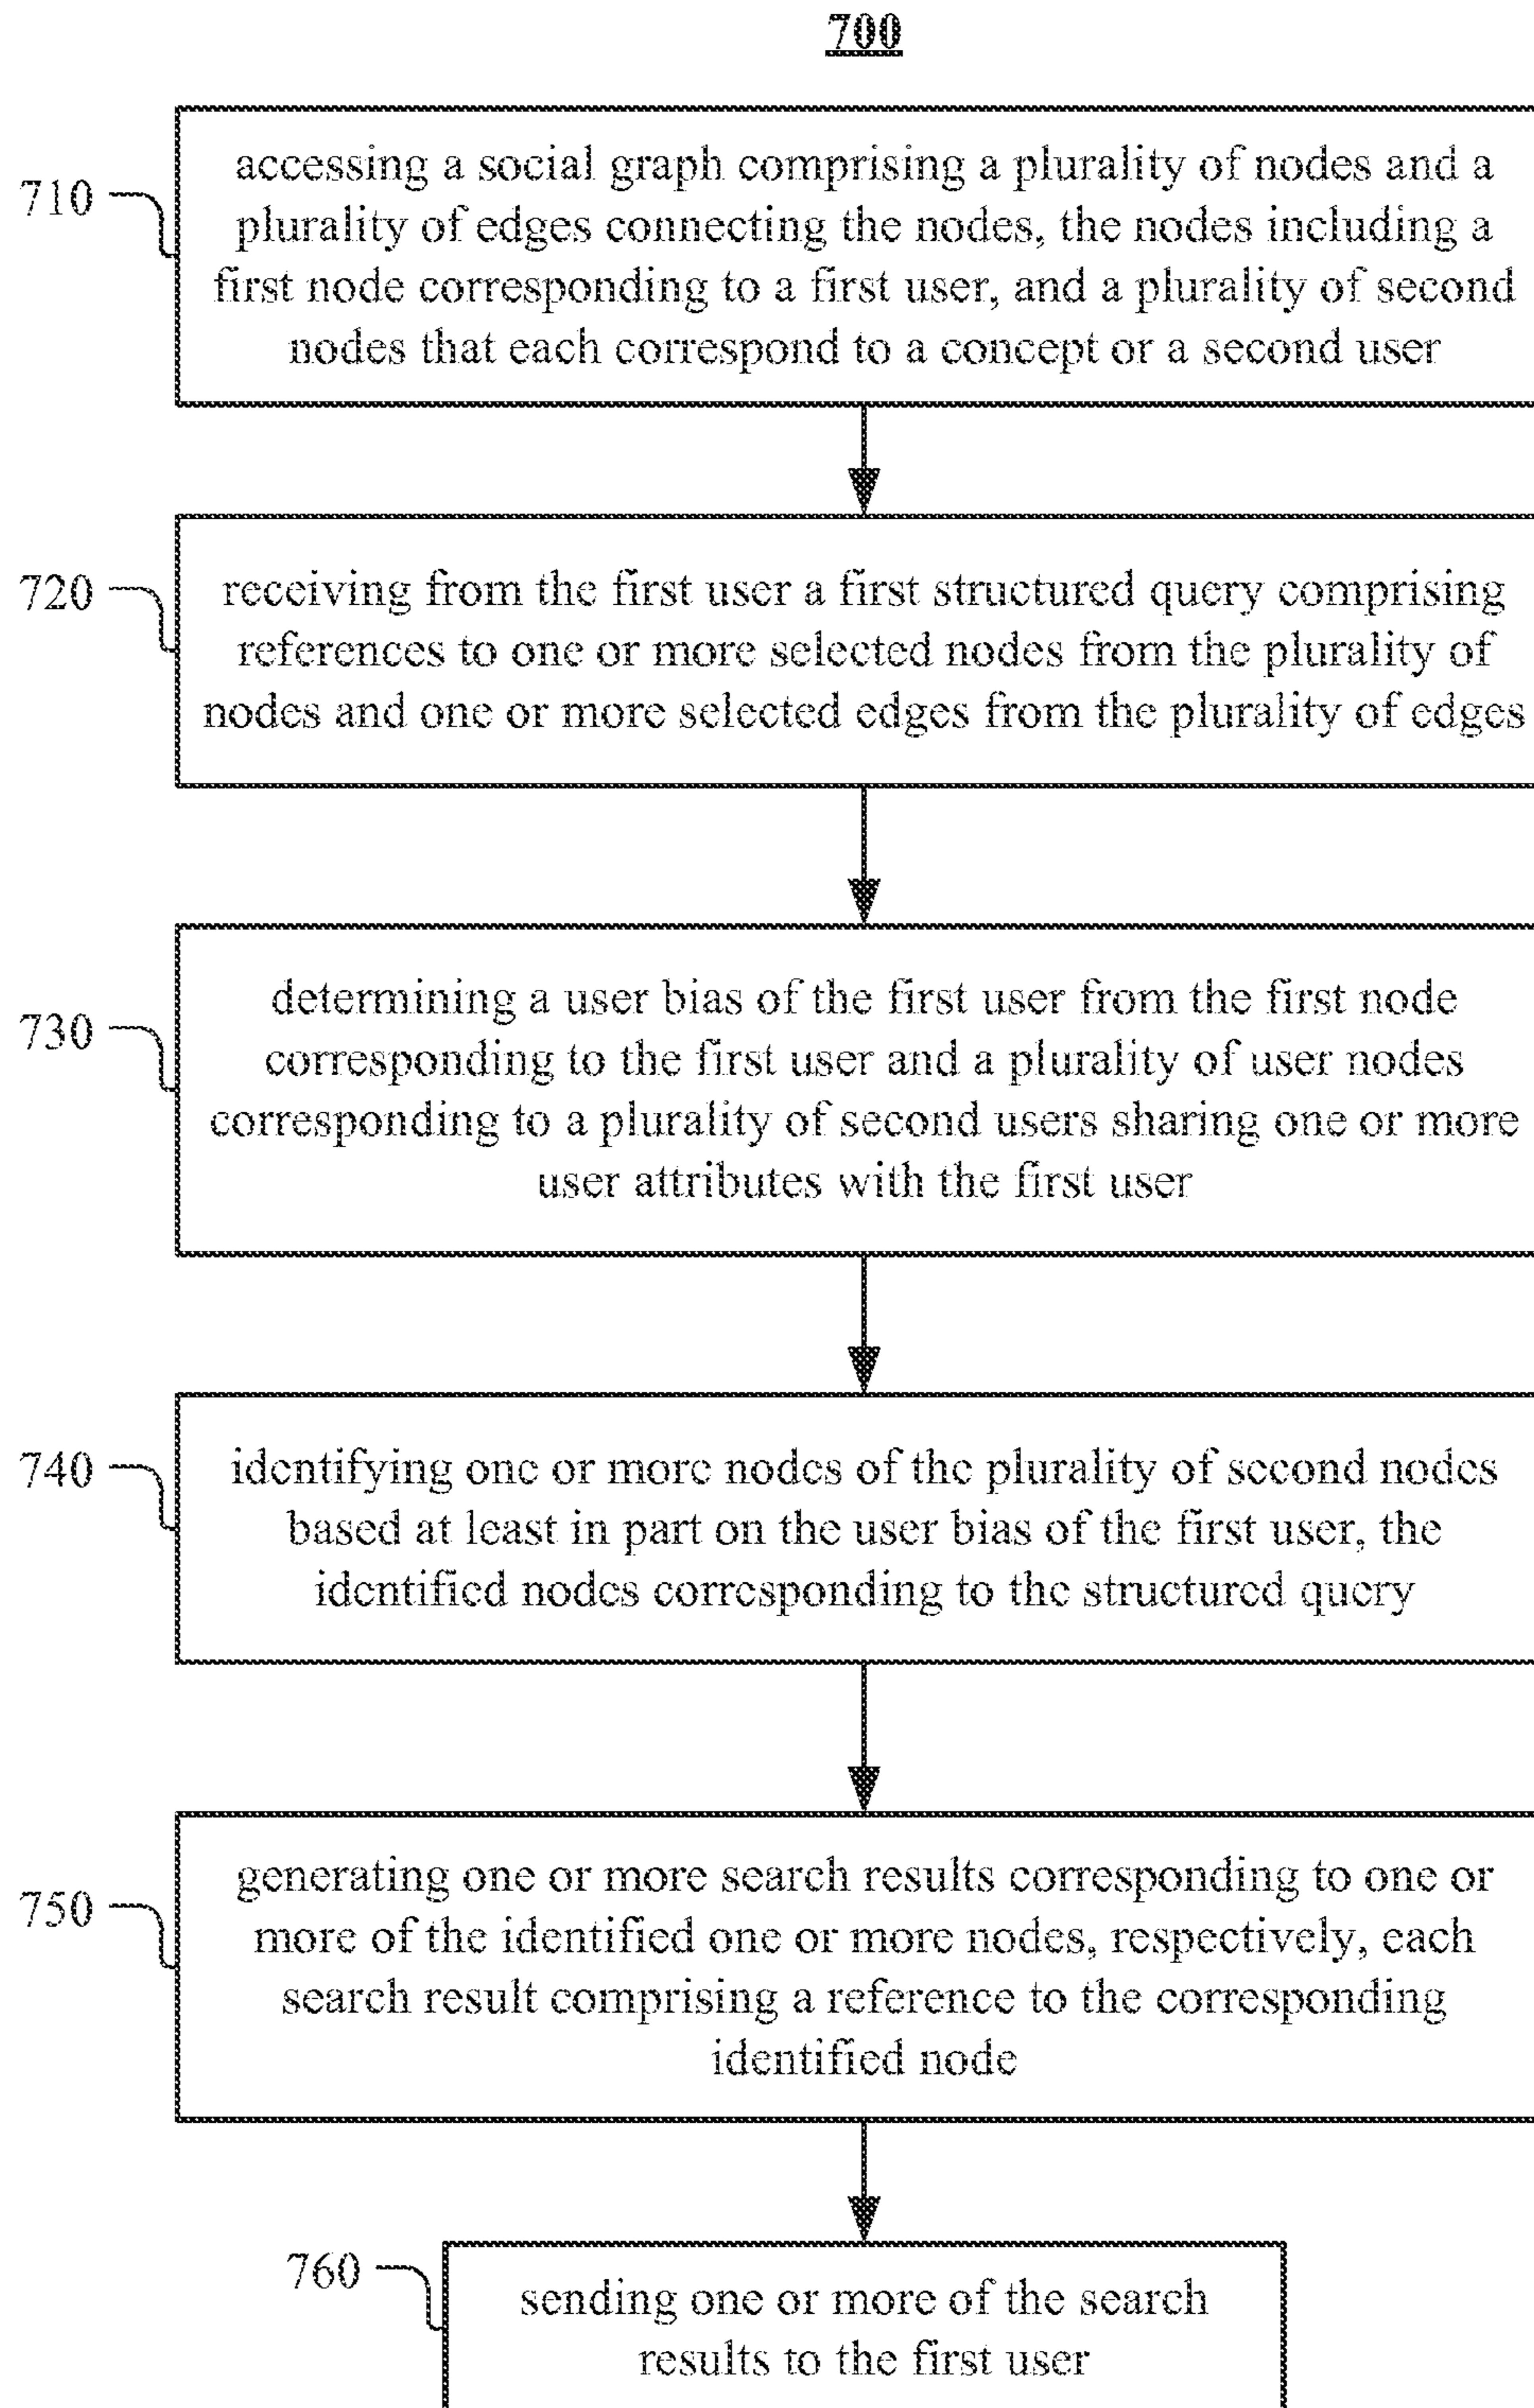 700
710
accessing a social graph comprising a plurality of nodes and a
plurality of edges connecting the nodes, the nodes including a
first node corresponding to a first user, and a plurality of second
nodes that each correspond to a concept or a second user
720
receiving from the first user a first structured query comprising
references to one or more selected nodes from the plurality of
nodes and one or more selected edges from the plurality of edges
730
determining a user bias of the first user from the first node
corresponding to the first user and a plurality of user nodes
corresponding to a plurality of second users sharing one or more
user attributes with the first user
740
identifying one or more nodes of the plurality of second nodes
based at least in part on the user bias of the first user, the
identified nodes corresponding to the structured query
750
generating one or more search results corresponding to one or
more of the identified one or more nodes, respectively, each
search result comprising a reference to the corresponding
identified node
760
sending one or more of the search
results to the first user